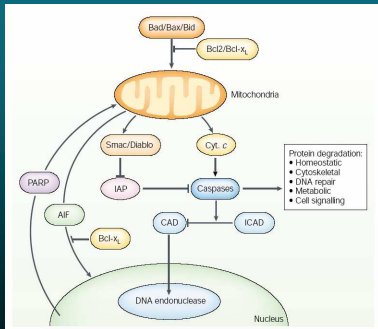 Bad/Bax/Bid
Bcl2/Bcl-xL
Mitochondria
Smac/Diablo
Cyt. c
Protein degradation:
• Homeostatic
• Cytoskeletal
• DNA repair
• Metabolic
• Cell signalling
PARP
IAP
Caspases
AIF
CAD
ICAD
Bcl-xL
DNA endonuclease
Nucleus